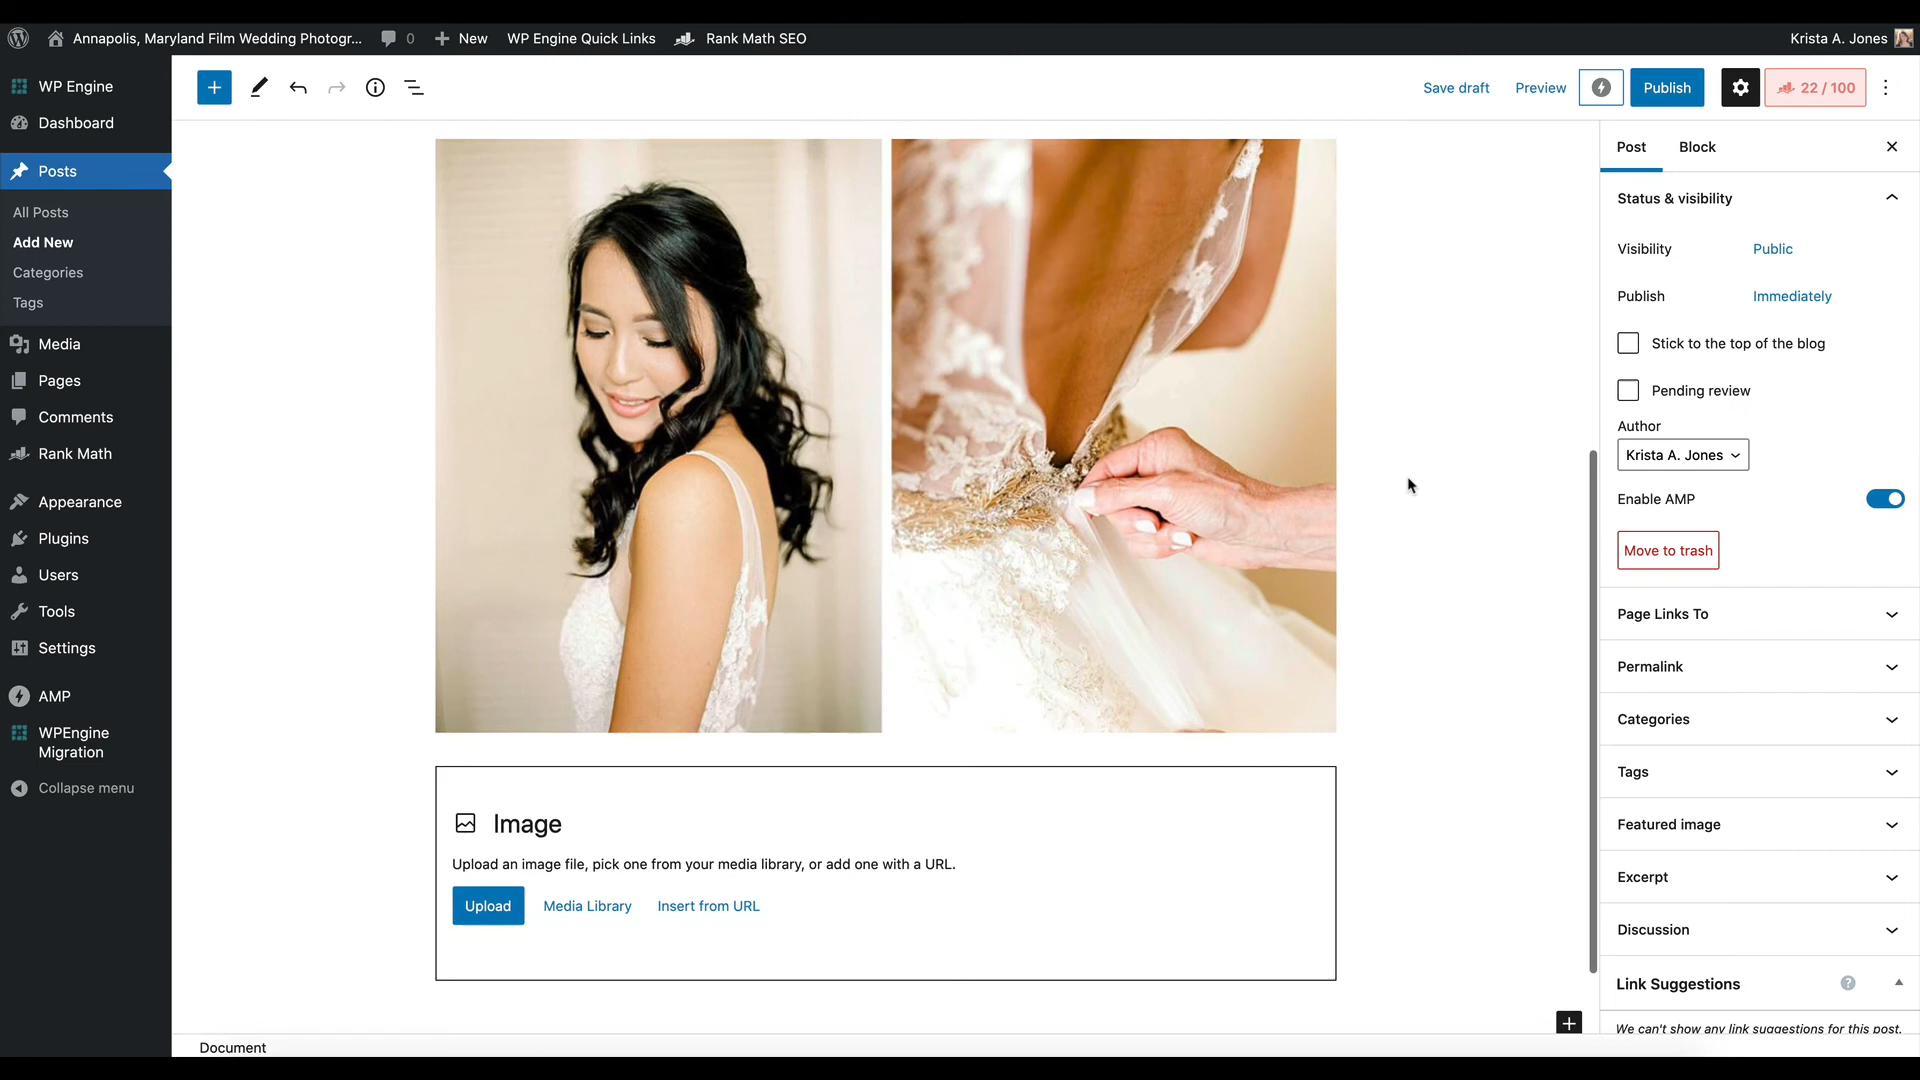 Annapolis, Maryland Film Wedding Photogr...
0
New
WP Engine Quick Links
Rank Math SEO
Krista A. Jones
WP Engine
Dashboard
Posts
All Posts
Add New
Categories
Tags
Media
Pages
Comments
Rank Math
Appearance
Plugins
Users
Tools
Settings
AMP
WPEngine
Migration
Collapse menu
Save draft
Preview
Publish
22 / 100
Image
Upload an image file, pick one from your media library, or add one with a URL.
Upload
Media Library
Insert from URL
Document
Post
Block
Status & visibility
Visibility
Public
Publish
Immediately
Stick to the top of the blog
Pending review
Author
Krista A. Jones
Enable AMP
Move to trash
Page Links To
Permalink
Categories
Tags
Featured image
Excerpt
Discussion
Link Suggestions
?
We can't show any link suggestions for this post.